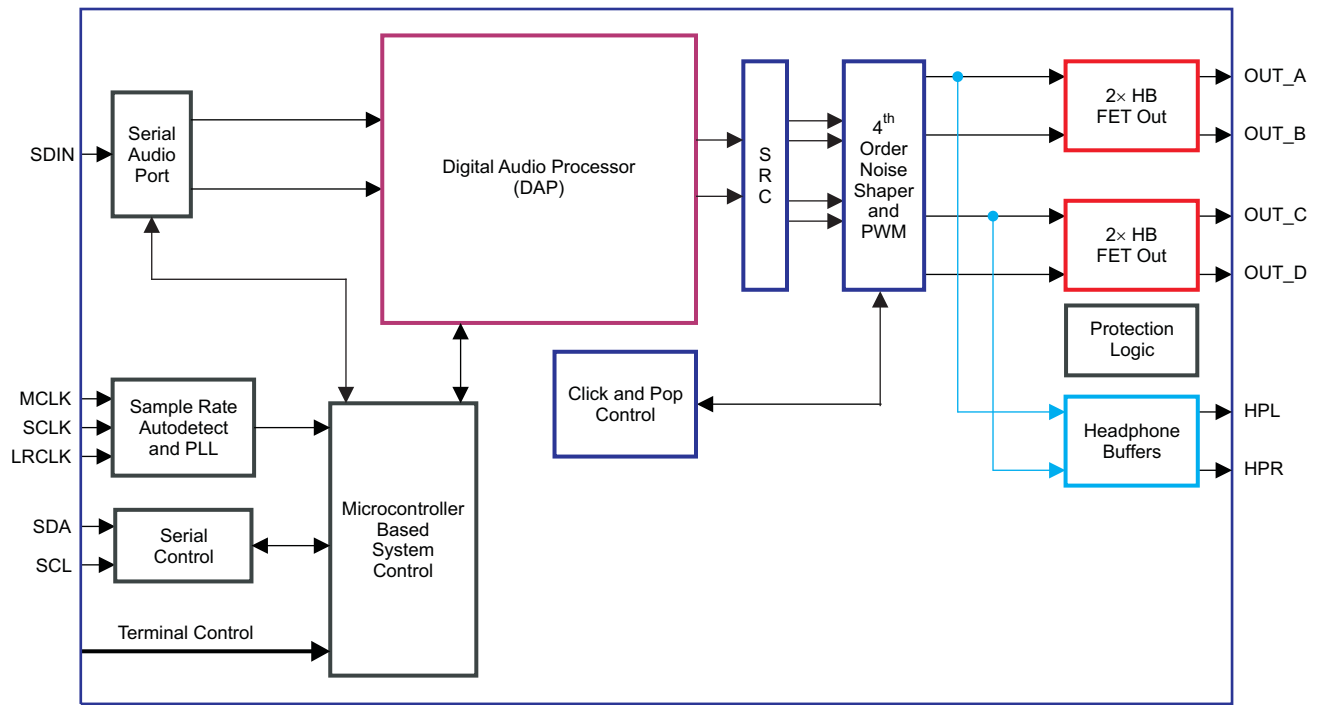 SDIN
Serial
Audio
Port
Digital Audio Processor
(DAP)
S
R
C
4th
Order
Noise
Shaper
and
PWM
2× HB
FET Out
OUT_A
OUT_B
2× HB
FET Out
OUT_C
OUT_D
Protection
Logic
Click and Pop
Control
Headphone
Buffers
HPL
HPR
MCLK
SCLK
LRCLK
Sample Rate
Autodetect
and PLL
SDA
SCL
Serial
Control
Microcontroller
Based
System
Control
Terminal Control